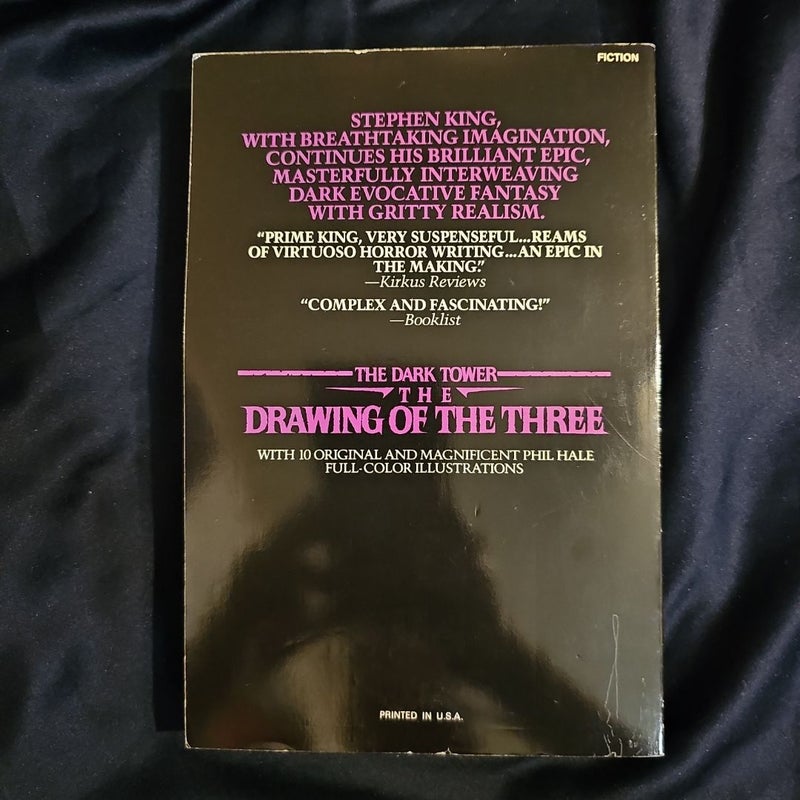 FICTION
STEPHEN KING,
WITH BREATHTAKING IMAGINATION,
CONTINUES HIS BRILLIANT EPIC,
MASTERFULLY INTERWEAVING
DARK EVOCATIVE FANTASY
WITH GRITTY REALISM.
“PRIME KING, VERY SUSPENSEFUL...REAMS
OF VIRTUOSO HORROR WRITING...AN EPIC IN
THE MAKING.”
—Kirkus Reviews
“COMPLEX AND FASCINATING!”
—Booklist
THE DARK TOWER
THE
DRAWING OF THE THREE
WITH 10 ORIGINAL AND MAGNIFICENT PHIL HALE
FULL-COLOR ILLUSTRATIONS
PRINTED IN U.S.A.